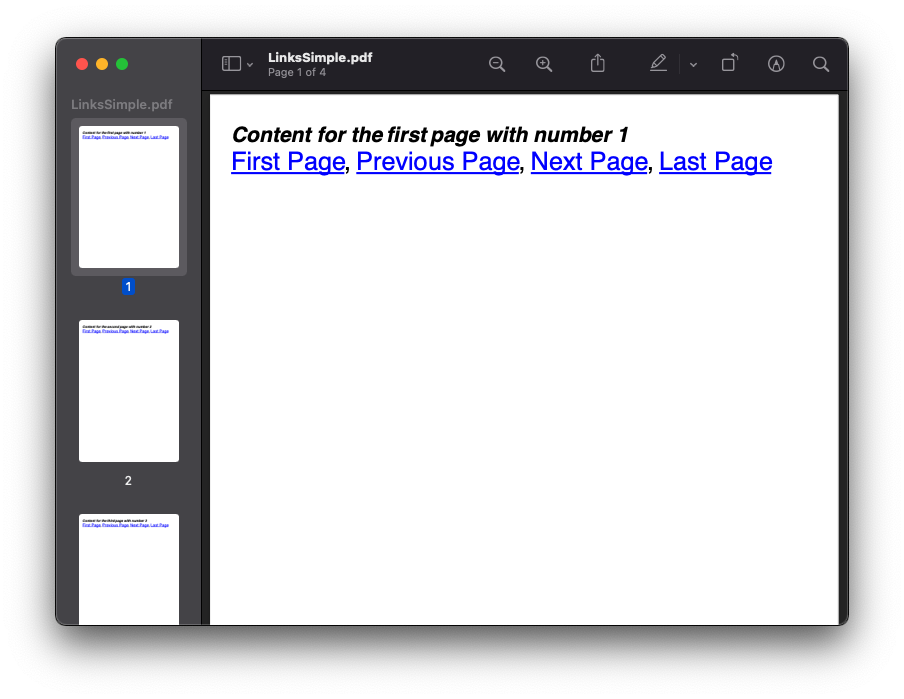 LinksSimple.pdf
Page 1 of 4
LinksSimple.pdf
Content for the first page with number 1
First Page Previous Page Next Page Last Page
1
Content for the second page with number 2
First Page Previous Page Next Page Last Page
2
Content for the third page with number 3
First Page Previous Page Next Page Last Page
Content for the first page with number 1
First Page, Previous Page, Next Page, Last Page